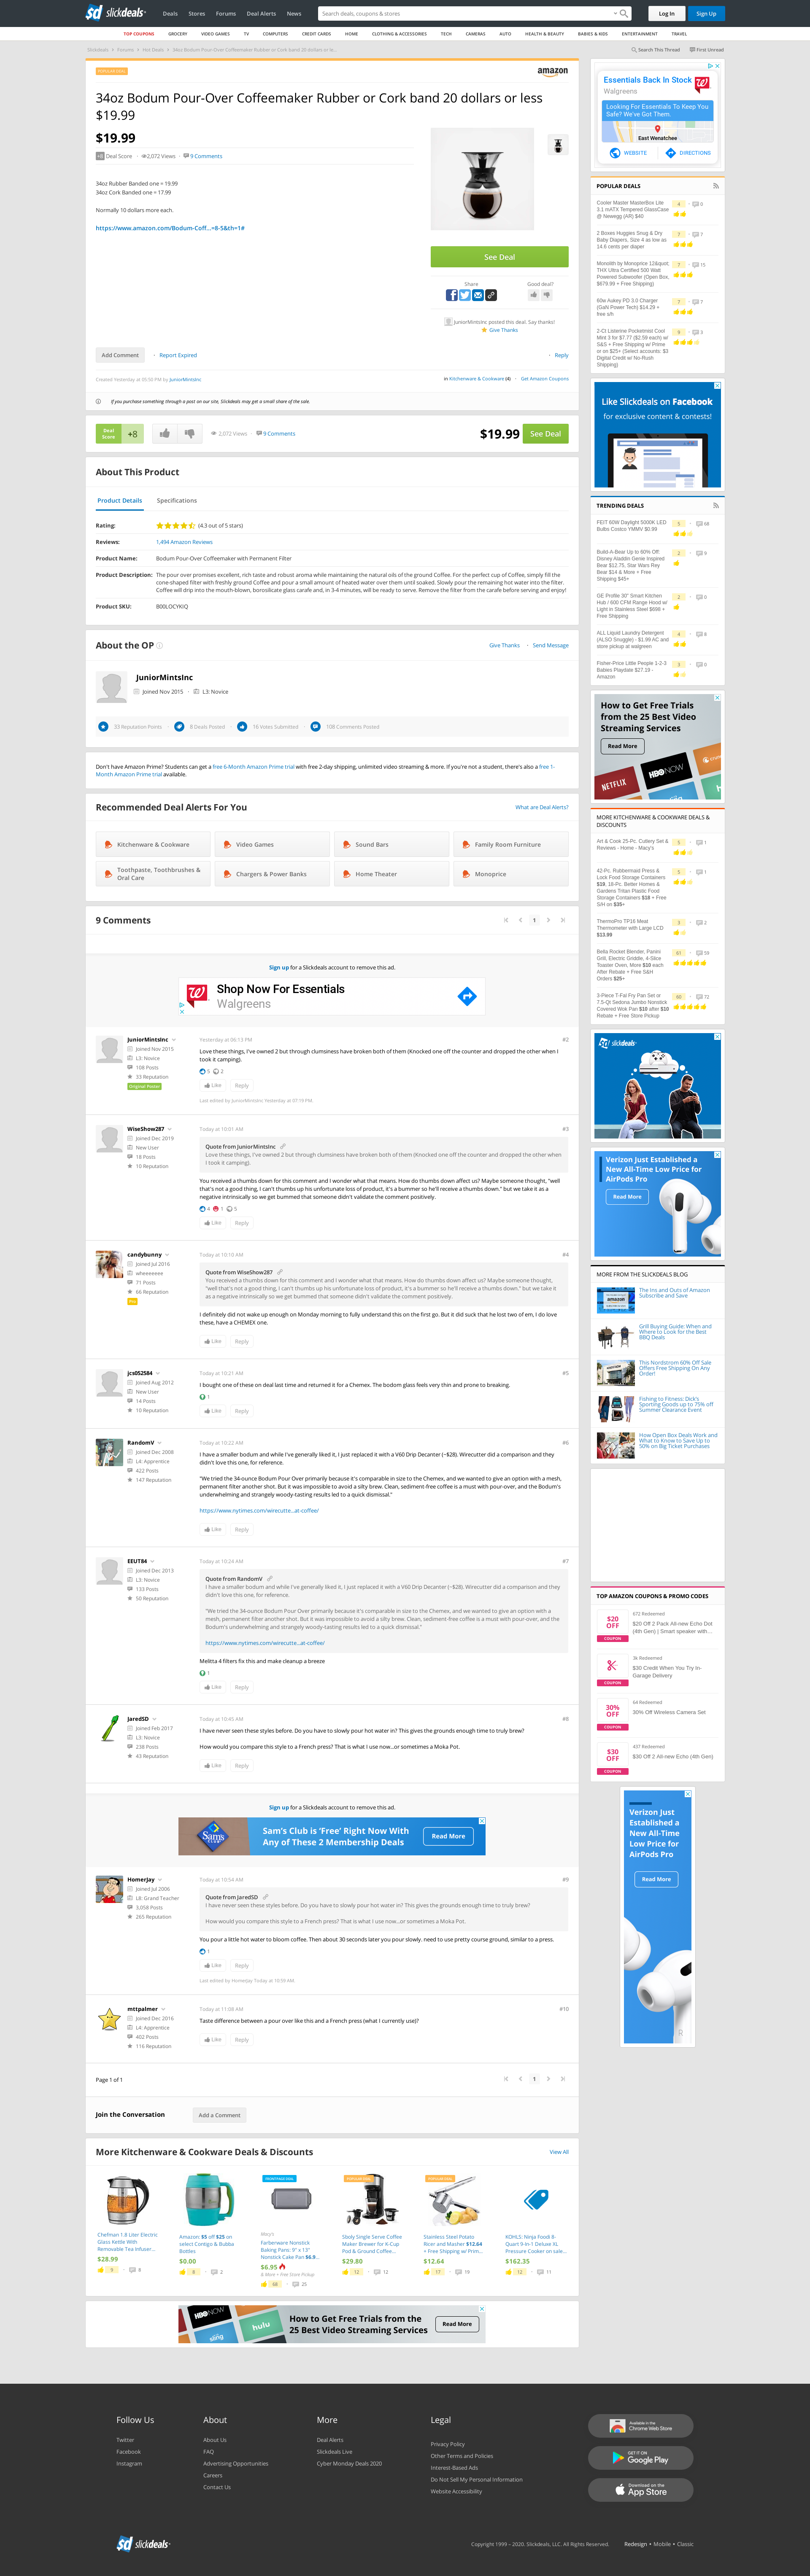 slickdeals
Deals
Stores
Forums
Deal Alerts
News
Search deals, coupons & stores
Log In
Sign Up
TOP COUPONS
GROCERY
VIDEO GAMES
TV
COMPUTERS
CREDIT CARDS
HOME
CLOTHING & ACCESSORIES
TECH
CAMERAS
AUTO
HEALTH & BEAUTY
BABIES & KIDS
ENTERTAINMENT
TRAVEL
Slickdeals
Forums
Hot Deals
34oz Bodum Pour-Over Coffeemaker Rubber or Cork band 20 dollars or le...
Search This Thread
First Unread
amazon
34oz Bodum Pour-Over Coffeemaker Rubber or Cork band 20 dollars or less
$19.99
$19.99
+8 Deal Score
2,072 Views
9 Comments
34oz Rubber Banded one = 19.99
34oz Cork Banded one = 17.99
Normally 10 dollars more each.
https://www.amazon.com/Bodum-Coff...=8-5&th=1#
See Deal
Share
Good deal?
JuniorMintsInc posted this deal. Say thanks!
Give Thanks
Add Comment
Report Expired
Reply
Created Yesterday at 05:50 PM by JuniorMintsInc
in Kitchenware & Cookware (4)
Get Amazon Coupons
If you purchase something through a post on our site, Slickdeals may get a small share of the sale.
Deal Score
+8
2,072 Views
9 Comments
$19.99
See Deal
About This Product
Product Details
Specifications
Rating:
(4.3 out of 5 stars)
Reviews:
1,494 Amazon Reviews
Product Name:
Bodum Pour-Over Coffeemaker with Permanent Filter
Product Description:
The pour over promises excellent, rich taste and robust aroma while maintaining the natural oils of the ground Coffee. For the perfect cup of Coffee, simply fill the
cone-shaped filter with freshly ground Coffee and pour a small amount of heated water over them until soaked. Slowly pour the remaining hot water into the filter.
Coffee will drip into the mouth-blown, borosilicate glass carafe and, in 3-4 minutes, will be ready to serve. Remove the filter from the carafe before serving and enjoy!
Product SKU:
B00LOCYKIQ
About the OP
Give Thanks
Send Message
JuniorMintsInc
Joined Nov 2015
L3: Novice
33 Reputation Points
8 Deals Posted
16 Votes Submitted
108 Comments Posted
Don't have Amazon Prime? Students can get a free 6-Month Amazon Prime trial with free 2-day shipping, unlimited video streaming & more. If you're not a student, there's also a free 1-
Month Amazon Prime trial available.
Recommended Deal Alerts For You
What are Deal Alerts?
Kitchenware & Cookware
Video Games
Sound Bars
Family Room Furniture
Toothpaste, Toothbrushes &
Oral Care
Chargers & Power Banks
Home Theater
Monoprice
9 Comments
1
Sign up for a Slickdeals account to remove this ad.
Shop Now For Essentials
Walgreens
JuniorMintsInc
Joined Nov 2015
L3: Novice
108 Posts
33 Reputation
Original Poster
Yesterday at 06:13 PM
#2
Love these things, I've owned 2 but through clumsiness have broken both of them (Knocked one off the counter and dropped the other when I
took it camping).
5
2
Like
Reply
Last edited by JuniorMintsInc Yesterday at 07:19 PM
WiseShow287
Joined Dec 2019
New User
18 Posts
10 Reputation
Today at 10:01 AM
#3
Quote from JuniorMintsInc
Love these things, I've owned 2 but through clumsiness have broken both of them (Knocked one off the counter and dropped the other when
I took it camping).
You received a thumbs down for this comment and I wonder what that means. How do thumbs down affect us? Maybe someone thought, "well
that's not a good thing, I can't thumbs up his unfortunate loss of it's product, it's a bummer so he'll receive a thumbs down." but we take it as a
negative intrinsically so we get bummed that someone didn't validate the comment positively.
4
1
5
Like
Reply
candybunny
Joined Jul 2016
wheeeeeee
71 Posts
66 Reputation
Pro
Today at 10:10 AM
#4
Quote from WiseShow287
You received a thumbs down for this comment and I wonder what that means. How do thumbs down affect us? Maybe someone thought,
"well that's not a good thing, I can't thumbs up his unfortunate loss of it's product, it's a bummer so he'll receive a thumbs down." but we take it
as a negative intrinsically so we get bummed that someone didn't validate the comment positively.
I definitely did not wake up enough on Monday morning to fully understand this on the first go. But it did suck that he lost two of em, I do love
these, have a CHEMEX one.
Like
Reply
jcs052584
Joined Aug 2012
New User
14 Posts
10 Reputation
Today at 10:21 AM
#5
I bought one of these on deal last time and returned it for a Chemex. The bodom glass feels very thin and prone to breaking.
1
Like
Reply
RandomV
Joined Dec 2008
L4: Apprentice
422 Posts
147 Reputation
Today at 10:22 AM
#6
I have a smaller bodum and while I've generally liked it, I just replaced it with a V60 Drip Decanter (~$28). Wirecutter did a comparison and they
didn't love this one, for reference.
"We tried the 34-ounce Bodum Pour Over primarily because it's comparable in size to the Chemex, and we wanted to give an option with a mesh,
permanent filter another shot. But it was impossible to avoid a silty brew. Clean, sediment-free coffee is a must with pour-over, and the Bodum's
underwhelming and strangely woody-tasting results led to a quick dismissal."
https://www.nytimes.com/wirecutte...at-coffee/
Like
Reply
EEUT84
Joined Dec 2013
L3: Novice
133 Posts
50 Reputation
Today at 10:24 AM
#7
Quote from RandomV
I have a smaller bodum and while I've generally liked it, I just replaced it with a V60 Drip Decanter (~$28). Wirecutter did a comparison and they
didn't love this one, for reference.
"We tried the 34-ounce Bodum Pour Over primarily because it's comparable in size to the Chemex, and we wanted to give an option with a
mesh, permanent filter another shot. But it was impossible to avoid a silty brew. Clean, sediment-free coffee is a must with pour-over, and the
Bodum's underwhelming and strangely woody-tasting results led to a quick dismissal."
https://www.nytimes.com/wirecutte...at-coffee/
Melitta 4 filters fix this and make cleanup a breeze
1
Like
Reply
JaredSD
Joined Feb 2017
L3: Novice
238 Posts
43 Reputation
Today at 10:45 AM
#8
I have never seen these styles before. Do you have to slowly pour hot water in? This gives the grounds enough time to truly brew?
How would you compare this style to a French press? That is what I use now...or sometimes a Moka Pot.
Like
Reply
Sign up for a Slickdeals account to remove this ad.
Sam's Club is 'Free' Right Now With
Any of These 2 Membership Deals
Read More
HomerJay
Joined Jul 2006
L8: Grand Teacher
3,058 Posts
265 Reputation
Today at 10:54 AM
#9
Quote from JaredSD
I have never seen these styles before. Do you have to slowly pour hot water in? This gives the grounds enough time to truly brew?
How would you compare this style to a French press? That is what I use now...or sometimes a Moka Pot.
You pour a little hot water to bloom coffee. Then about 30 seconds later you pour slowly. need to use pretty course ground, similar to a press.
1
Like
Reply
Last edited by HomerJay Today at 10:59 AM
mttpalmer
Joined Dec 2016
L4: Apprentice
402 Posts
116 Reputation
Today at 11:08 AM
#10
Taste difference between a pour over like this and a French press (what I currently use)?
Like
Reply
Page 1 of 1
1
Join the Conversation
Add a Comment
More Kitchenware & Cookware Deals & Discounts
View All
Chefman 1.8 Liter Electric
Glass Kettle With
Removable Tea Infuser...
$28.99
9
8
Amazon: $5 off $25 on
select Contigo & Bubba
Bottles
$0.00
8
2
Macy's
Farberware Nonstick
Baking Pans: 9" x 13"
Nonstick Cake Pan $6.9...
$6.95
& More + Free Store Pickup
68
25
Sboly Single Serve Coffee
Maker Brewer for K-Cup
Pod & Ground Coffee...
$29.80
12
12
Stainless Steel Potato
Ricer and Masher $12.64
+ Free Shipping w/ Prim...
$12.64
17
19
KOHLS: Ninja Foodi 8-
Quart 9-In-1 Deluxe XL
Pressure Cooker on sale...
$162.35
12
11
How to Get Free Trials from the
25 Best Video Streaming Services
Read More
Essentials Back In Stock
Walgreens
Looking For Essentials To Keep You
Safe? We've Got Them.
East Wenatchee
WEBSITE
DIRECTIONS
POPULAR DEALS
Cooler Master MasterBox Lite
3.1 mATX Tempered GlassCase
@ Newegg (AR) $40
4
0
2 Boxes Huggies Snug & Dry
Baby Diapers, Size 4 as low as
14.6 cents per diaper
7
7
Monolith by Monoprice 12&quot;
THX Ultra Certified 500 Watt
Powered Subwoofer (Open Box,
$679.99 + Free Shipping)
7
15
60w Aukey PD 3.0 Charger
(GaN Power Tech) $14.29 +
free s/h
7
7
2-Ct Listerine Pocketmist Cool
Mint 3 for $7.77 ($2.59 each) w/
S&S + Free Shipping w/ Prime
or on $25+ (Select accounts: $3
Digital Credit w/ No-Rush
Shipping)
9
3
Like Slickdeals on Facebook
for exclusive content & contests!
TRENDING DEALS
FEIT 60W Daylight 5000K LED
Bulbs Costco YMMV $0.99
5
68
Build-A-Bear Up to 60% Off:
Disney Aladdin Genie Inspired
Bear $12.75, Star Wars Rey
Bear $14 & More + Free
Shipping $45+
2
9
GE Profile 30" Smart Kitchen
Hub / 600 CFM Range Hood w/
Light in Stainless Steel $698 +
Free Shipping
2
0
ALL Liquid Laundry Detergent
(ALSO Snuggle) - $1.99 AC and
store pickup at walgreen
4
8
Fisher-Price Little People 1-2-3
Babies Playdate $27.19 -
Amazon
3
0
How to Get Free Trials
from the 25 Best Video
Streaming Services
Read More
NETFLIX
HBO NOW
MORE KITCHENWARE & COOKWARE DEALS &
DISCOUNTS
Art & Cook 25-Pc. Cutlery Set &
Reviews - Home - Macy's
5
1
42-Pc. Rubbermaid Press &
Lock Food Storage Containers
$18, 18-Pc. Better Homes &
Gardens Tritan Plastic Food
Storage Containers $18 + Free
S/H on $35+
5
1
ThermoPro TP16 Meat
Thermometer with Large LCD
$13.99
3
2
Bella Rocket Blender, Panini
Grill, Electric Griddle, 4-Slice
Toaster Oven, More $10 each
After Rebate + Free S&H
Orders $25+
61
59
3-Piece T-Fal Fry Pan Set or
7.5-Qt Sedona Jumbo Nonstick
Covered Wok Pan $10 after $10
Rebate + Free Store Pickup
60
72
slickdeals
Verizon Just Established a
New All-Time Low Price for
AirPods Pro
Read More
MORE FROM THE SLICKDEALS BLOG
The Ins and Outs of Amazon
Subscribe and Save
Grill Buying Guide: When and
Where to Look for the Best
BBQ Deals
This Nordstrom 60% Off Sale
Offers Free Shipping On Any
Order!
Fishing to Fitness: Dick's
Sporting Goods up to 75% off
Summer Clearance Event
How Open Box Deals Work and
What to Know to Save Up to
50% on Big Ticket Purchases
TOP AMAZON COUPONS & PROMO CODES
$20
OFF
COUPON
672 Redeemed
$20 Off 2 Pack All-new Echo Dot
(4th Gen) | Smart speaker with...
COUPON
3k Redeemed
$30 Credit When You Try In-
Garage Delivery
30%
OFF
COUPON
64 Redeemed
30% Off Wireless Camera Set
$30
OFF
COUPON
437 Redeemed
$30 Off 2 All-new Echo (4th Gen)
Verizon Just
Established a
New All-Time
Low Price for
AirPods Pro
Read More
Follow Us
Twitter
Facebook
Instagram
About
About Us
FAQ
Advertising Opportunities
Careers
Contact Us
More
Deal Alerts
Slickdeals Live
Cyber Monday Deals 2020
Legal
Privacy Policy
Other Terms and Policies
Interest-Based Ads
Do Not Sell My Personal Information
Website Accessibility
Available in the
Chrome Web Store
GET IT ON
Google Play
Download on the
App Store
slickdeals
Copyright 1999 - 2020. Slickdeals, LLC. All Rights Reserved.
Redesign • Mobile • Classic